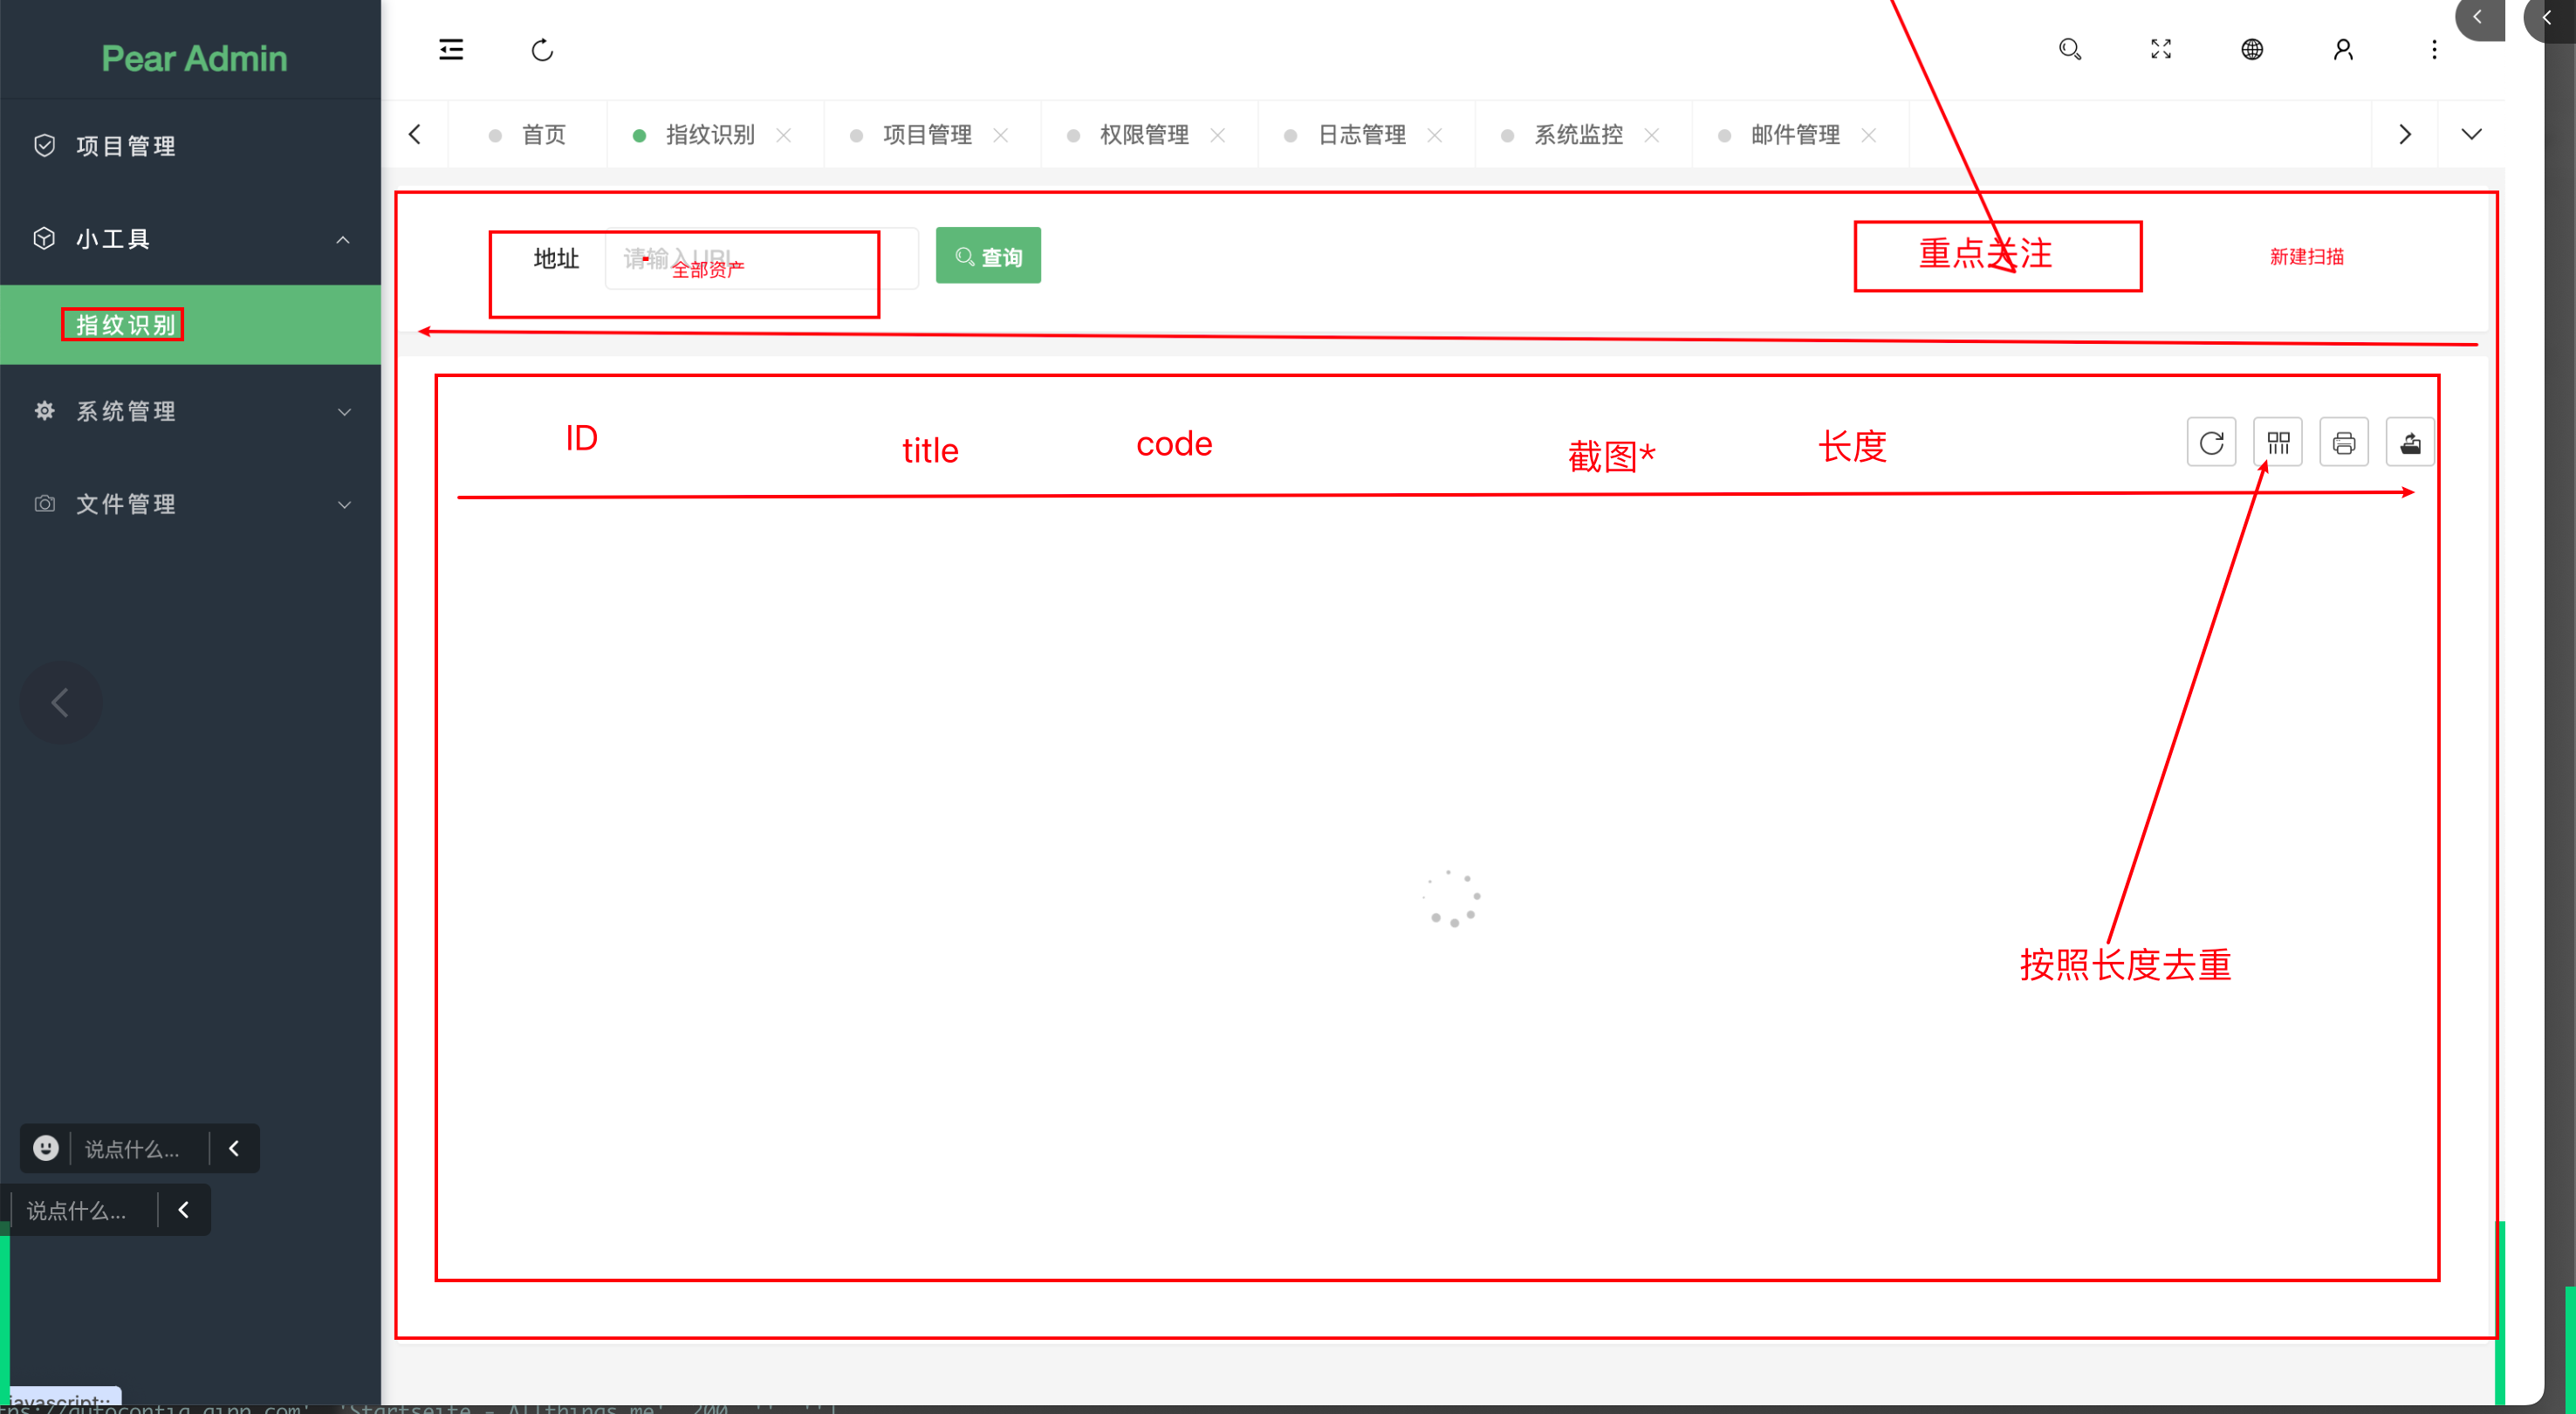 Pear Admin
项目管理
小工具
指纹识别
系统管理
文件管理
首页
指纹识别
项目管理
权限管理
日志管理
系统监控
邮件管理
地址
请输入URL
全部资产
查询
重点关注
新建扫描
ID
title
code
截图*
长度
按照长度去重
说点什么...
说点什么...